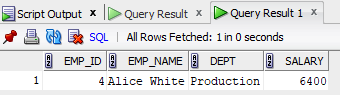 Script Output x Query Result x Query Result 1 x
SQL | All Rows Fetched: 1 in 0 seconds
EMP_ID EMP_NAME DEPT SALARY
1 4 Alice White Production 6400